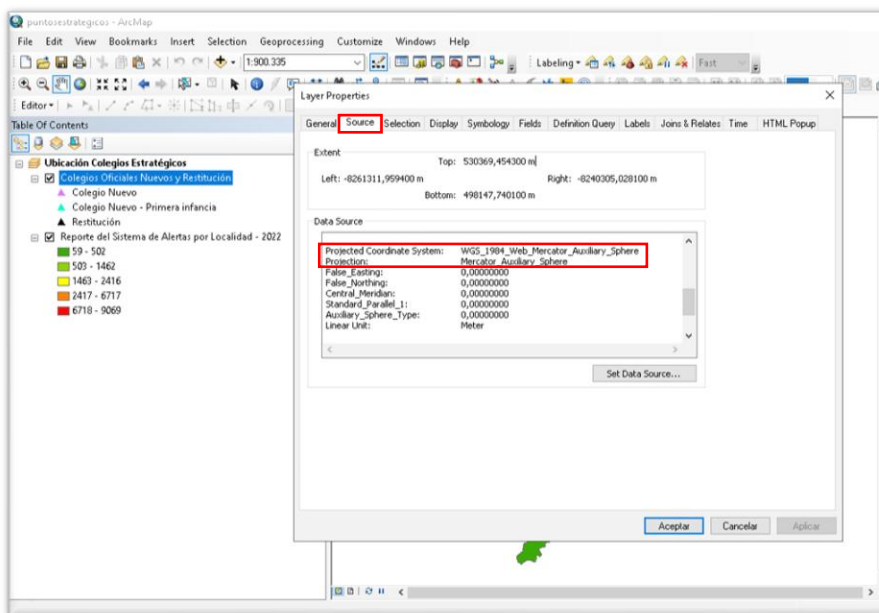 puntosestrategicos - ArcMap
File Edit View Bookmarks Insert Selection Geoprocessing Customize Windows Help
1:900.335
Labeling
Fast
Editor
Layer Properties
Table Of Contents
General Source Selection Display Symbology Fields Definition Query Labels Joins & Relates Time HTML Popup
Ubicación Colegios Estratégicos
Colegios Oficiales Nuevos y Restitución
Colegio Nuevo
Colegio Nuevo - Primera infancia
Restitución
Reporte del Sistema de Alertas por Localidad - 2022
59 - 502
503 - 1462
1463 - 2416
2417 - 6717
6718 - 9069
Extent
Top: 530369,454300 m
Left: -8261311,959400 m Right: -8240305,028100 m
Bottom: 498147,740100 m
Data Source
Projected Coordinate System: WGS_1984_Web_Mercator_Auxiliary_Sphere
Projection: Mercator_Auxiliary_Sphere
False_Easting: 0,00000000
False_Northing: 0,00000000
Central_Meridian: 0,00000000
Standard_Parallel_1: 0,00000000
Auxiliary_Sphere_Type: 0,00000000
Linear Unit: Meter
Set Data Source...
Aceptar Cancelar Aplicar